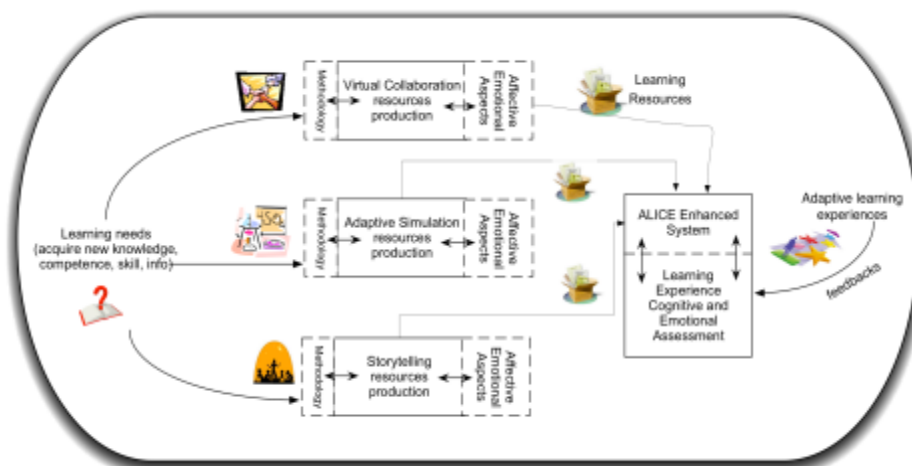 Methodology
Virtual Collaboration
resources
production
Affective
Emotional
Aspects
Learning
Resources
Methodology
Adaptive Simulation
resources
production
Affective
Emotional
Aspects
Learning needs
(acquire new knowledge,
competence, skill, info)
ALICE Enhanced
System
Learning
Experience
Cognitive and
Emotional
Assessment
Adaptive learning
experiences
feedbacks
?
Methodology
Storytelling
resources
production
Affective
Emotional
Aspects